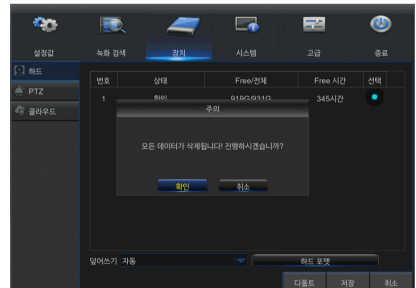 설정값 녹화 검색 장치 시스템 고급 종료
하드
PTZ
클라우드
번호 상태 Free/전체 Free 시간 선택
1 확인 919G/931G 345시간
주의
모든 데이터가 삭제됩니다! 진행하시겠습니까?
확인 취소
덮어쓰기 자동 하드 포맷
디폴트 저장 취소